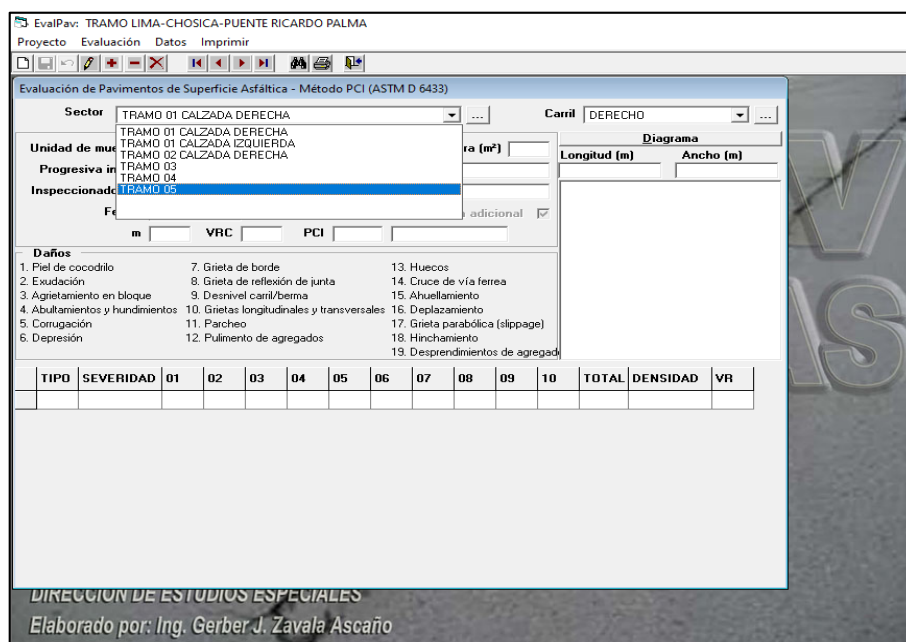 EvalPav: TRAMO LIMA-CHOSICA-PUENTE RICARDO PALMA
Proyecto Evaluación Datos Imprimir
Evaluación de Pavimentos de Superficie Asfáltica - Método PCI (ASTM D 6433)
Sector TRAMO 01 CALZADA DERECHA ... Carril DERECHO ...
TRAMO 01 CALZADA DERECHA
TRAMO 01 CALZADA IZQUIERDA
TRAMO 02 CALZADA DERECHA
TRAMO 03
TRAMO 04
TRAMO 05
Unidad de mue ra (m²)
Progresiva in
Inspeccionado
Fe adicional
m VRC PCI
Diagrama
Longitud (m) Ancho (m)
Daños
1. Piel de cocodrilo 7. Grieta de borde 13. Huecos
2. Exudación 8. Grieta de reflexión de junta 14. Cruce de vía ferrea
3. Agrietamiento en bloque 9. Desnivel carril/berma 15. Ahuellamiento
4. Abultamientos y hundimientos 10. Grietas longitudinales y transversales 16. Deplazamiento
5. Corrugación 11. Parcheo 17. Grieta parabólica (slippage)
6. Depresión 12. Pulimento de agregados 18. Hinchamiento
19. Desprendimientos de agregad
TIPO SEVERIDAD 01 02 03 04 05 06 07 08 09 10 TOTAL DENSIDAD VR
DIRECCION DE ESTUDIOS ESPECIALES
Elaborado por: Ing. Gerber J. Zavala Ascaño